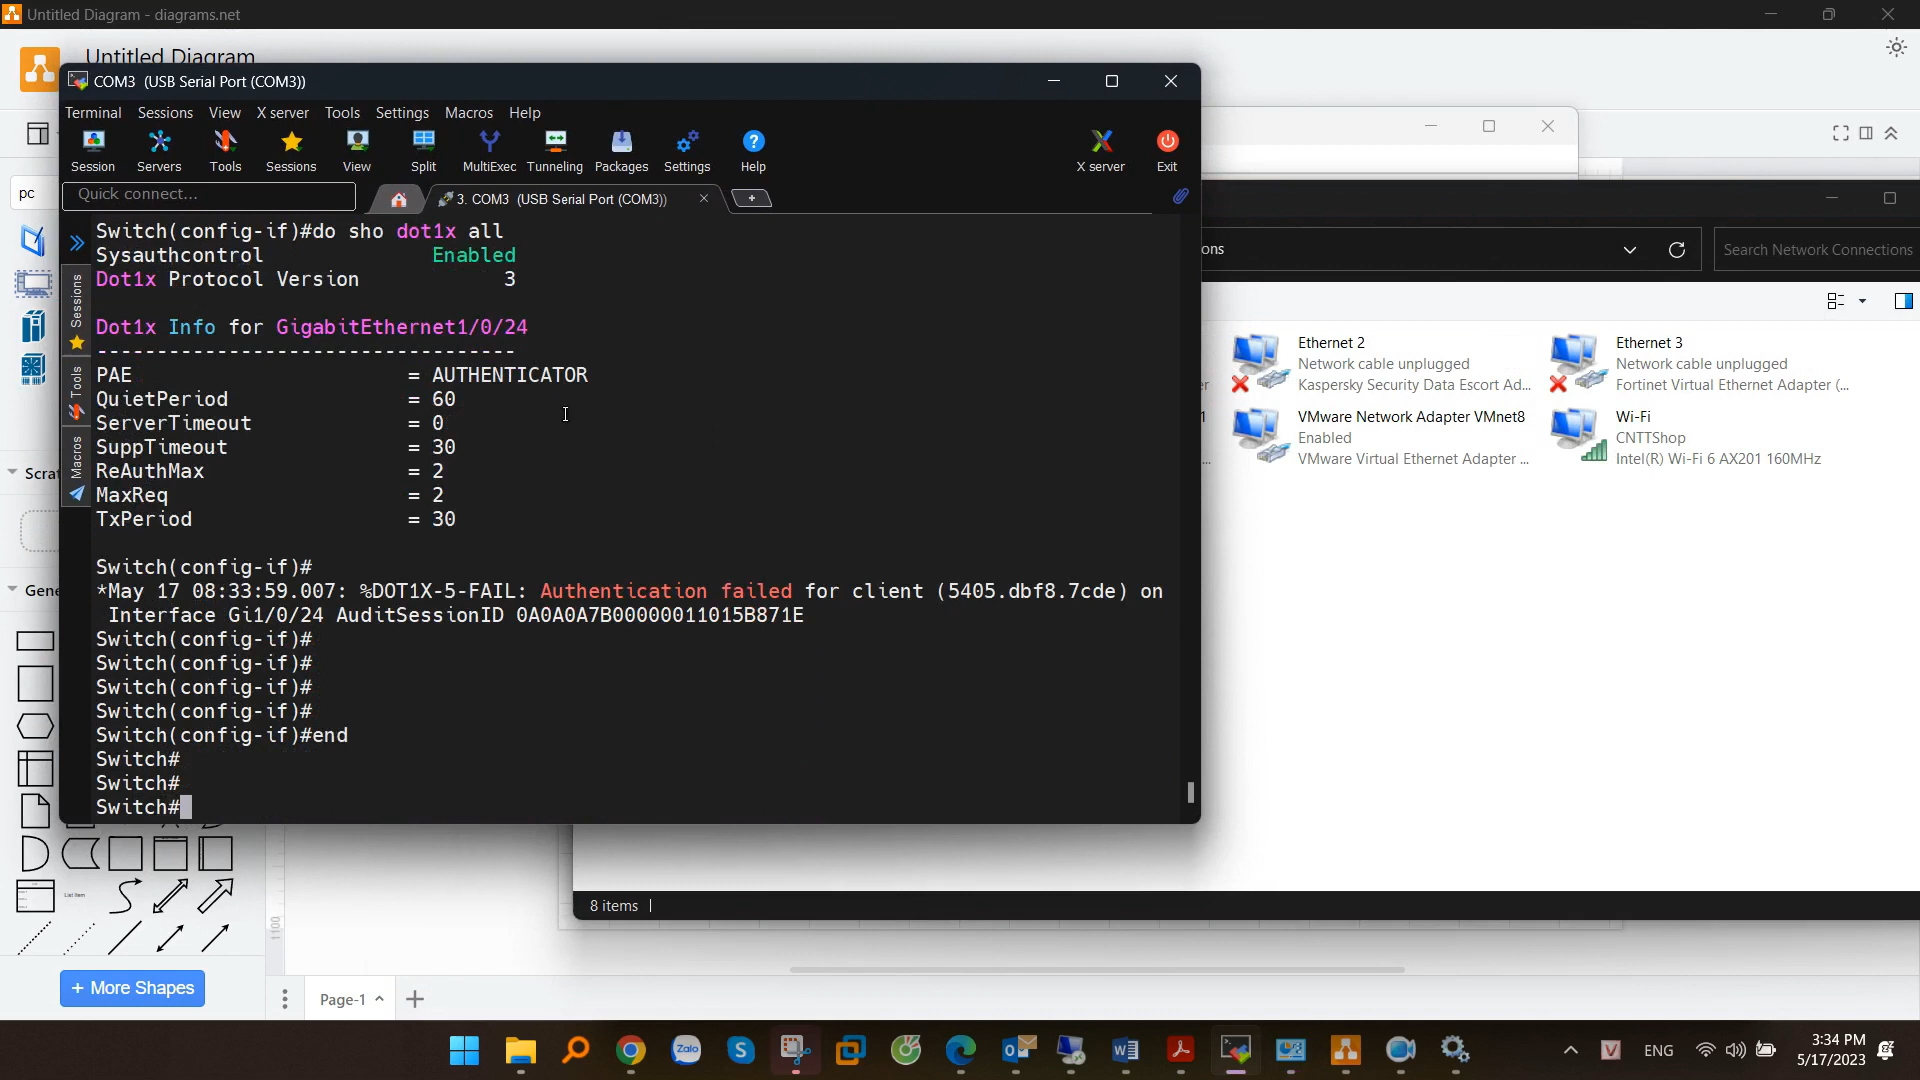 Untitled Diagram - diagrams.net
Untitled Diagram
COM3 (USB Serial Port (COM3))
Terminal Sessions View X server Tools Settings Macros Help
Session Servers Tools Sessions View Split MultiExec Tunneling Packages Settings Help X server Exit
Quick connect...
3. COM3 (USB Serial Port (COM3))
pc
Sessions
Tools
Macros
Switch(config-if)#do sho dot1x all
Sysauthcontrol Enabled
Dot1x Protocol Version 3
Dot1x Info for GigabitEthernet1/0/24
-----------------------------------
PAE = AUTHENTICATOR
QuietPeriod = 60
ServerTimeout = 0
SuppTimeout = 30
ReAuthMax = 2
MaxReq = 2
TxPeriod = 30
Switch(config-if)#
*May 17 08:33:59.007: %DOT1X-5-FAIL: Authentication failed for client (5405.dbf8.7cde) on
Interface Gi1/0/24 AuditSessionID 0A0A0A7B00000011015B871E
Switch(config-if)#
Switch(config-if)#
Switch(config-if)#
Switch(config-if)#
Switch(config-if)#end
Switch#
Switch#
Switch#
Search Network Connections
Ethernet 2
Network cable unplugged
Kaspersky Security Data Escort Ad...
Ethernet 3
Network cable unplugged
Fortinet Virtual Ethernet Adapter (...
VMware Network Adapter VMnet8
Enabled
VMware Virtual Ethernet Adapter ...
Wi-Fi
CNTTShop
Intel(R) Wi-Fi 6 AX201 160MHz
8 items
Scra
Gene
List Item
1100
+ More Shapes
Page-1
Zalo
ENG
3:34 PM
5/17/2023